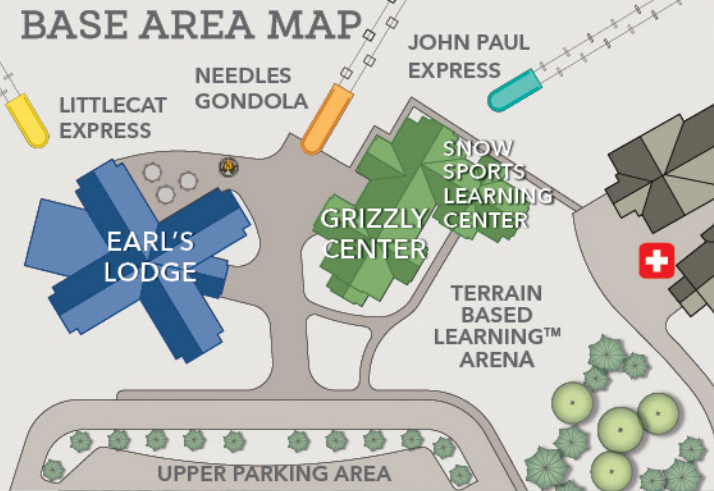 BASE AREA MAP
JOHN PAUL
EXPRESS
NEEDLES
GONDOLA
LITTLECAT
EXPRESS
SNOW
SPORTS
LEARNING
CENTER
GRIZZLY
CENTER
EARL'S
LODGE
TERRAIN
BASED
LEARNING™
ARENA
UPPER PARKING AREA